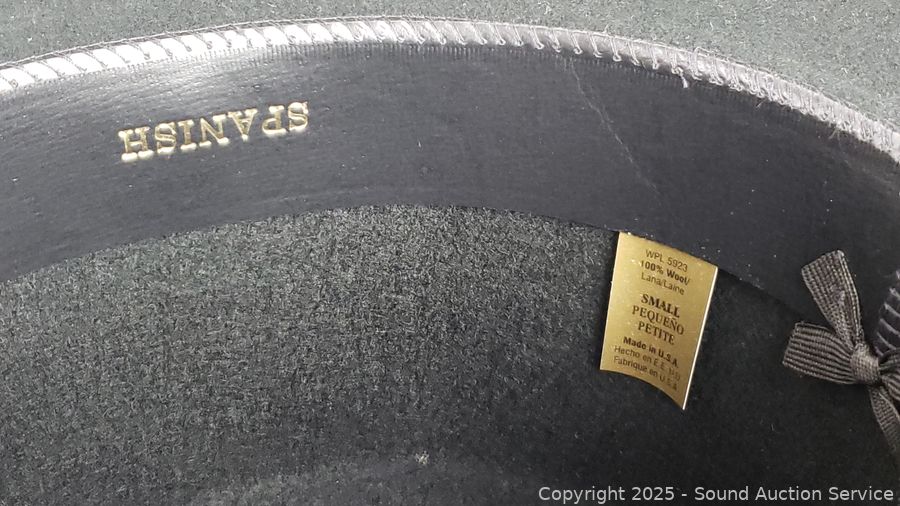 SPANISH
WPL 5923
100% Wool/
Lana/Laine
SMALL
PEQUEÑO
PETITE
Made in U.S.A.
Hecho en E.E.
Fabrique en U.S.A.
Copyright © 2025 - Sound Auction Service